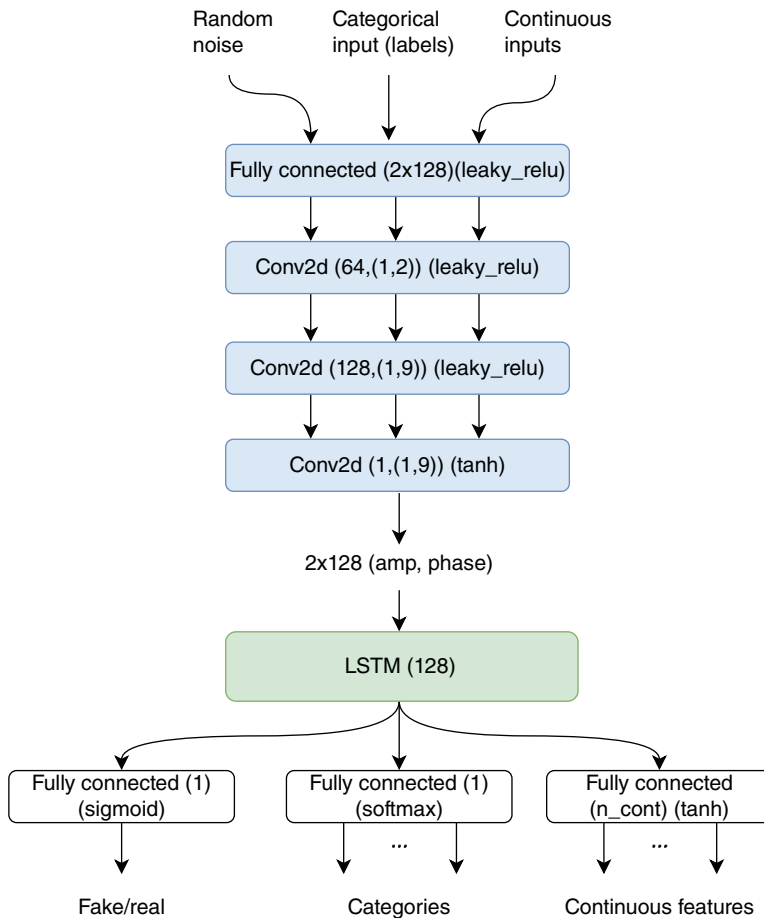 Random
noise
Categorical
input (labels)
Continuous
inputs
Fully connected (2x128)(leaky_relu)
Conv2d (64,(1,2)) (leaky_relu)
Conv2d (128,(1,9)) (leaky_relu)
Conv2d (1,(1,9)) (tanh)
2x128 (amp, phase)
LSTM (128)
Fully connected (1)
(sigmoid)
Fully connected (1)
(softmax)
Fully connected
(n_cont) (tanh)
...
...
Fake/real
Categories
Continuous features